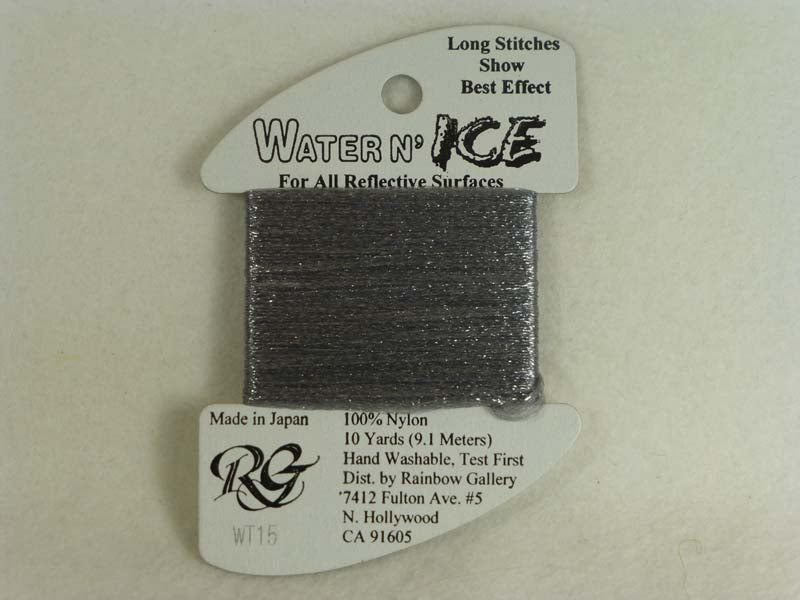 Long Stitches
Show
Best Effect
WATER N' ICE
For All Reflective Surfaces
Made in Japan
RG
WT15
100% Nylon
10 Yards (9.1 Meters)
Hand Washable, Test First
Dist. by Rainbow Gallery
7412 Fulton Ave. #5
N. Hollywood
CA 91605